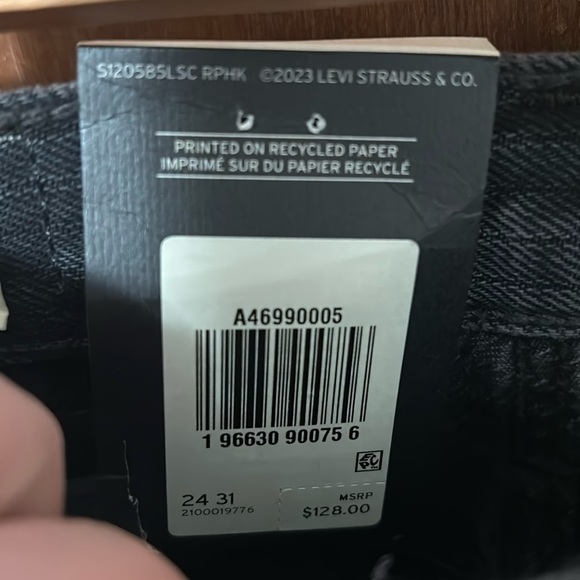 S120585LSC RPHK ©2023 LEVI STRAUSS & CO.
PRINTED ON RECYCLED PAPER
IMPRIMÉ SUR DU PAPIER RECYCLÉ
A46990005
1 96630 90075 6
24 31
2100019776
MSRP
$128.00